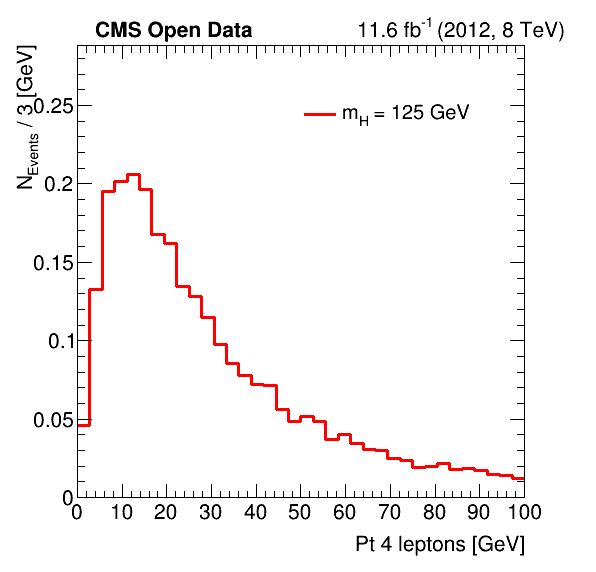 CMS Open Data 11.6 fb-1 (2012, 8 TeV)
NEvents / 3 [GeV]
mH = 125 GeV
0.25
0.2
0.15
0.1
0.05
0
0 10 20 30 40 50 60 70 80 90 100
Pt 4 leptons [GeV]